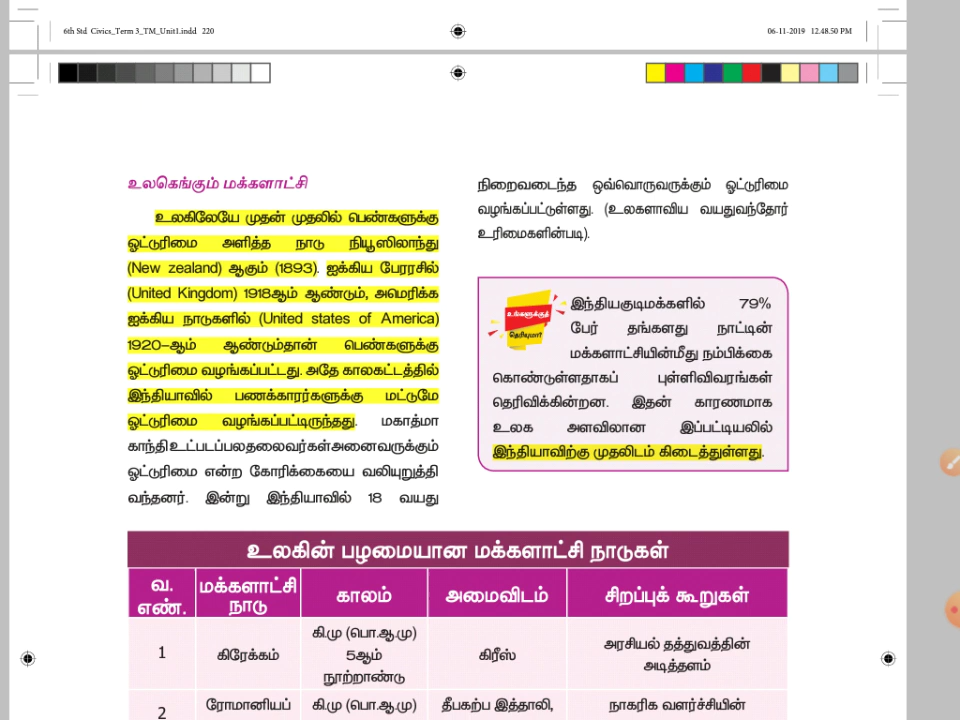 6th Std Civics_Term 3_TM_Unit1.indd 220
06-11-2019 12.48.50 PM
உலகெங்கும் மக்களாட்சி
உலகிலேயே முதன் முதலில் பெண்களுக்கு
ஓட்டுரிமை அளித்த நாடு நியூஸிலாந்து
(New zealand) ஆகும் (1893). ஐக்கிய பேரரசில்
(United Kingdom) 1918ஆம் ஆண்டும், அமெரிக்க
ஐக்கிய நாடுகளில் (United states of America)
1920–ஆம் ஆண்டும்தான் பெண்களுக்கு
ஓட்டுரிமை வழங்கப்பட்டது. அதே காலகட்டத்தில்
இந்தியாவில் பணக்காரர்களுக்கு மட்டுமே
ஓட்டுரிமை வழங்கப்பட்டிருந்தது. மகாத்மா
காந்தி உட்பட பல தலைவர்கள் அனைவருக்கும்
ஓட்டுரிமை என்ற கோரிக்கையை வலியுறுத்தி
வந்தனர். இன்று இந்தியாவில் 18 வயது
நிறைவடைந்த ஒவ்வொருவருக்கும் ஓட்டுரிமை
வழங்கப்பட்டுள்ளது. (உலகளாவிய வயதுவந்தோர்
உரிமைகளின்படி).
உங்களுக்குத்
தெரியுமா?
இந்தியகுடிமக்களில் 79%
பேர் தங்களது நாட்டின்
மக்களாட்சியின்மீது நம்பிக்கை
கொண்டுள்ளதாகப் புள்ளிவிவரங்கள்
தெரிவிக்கின்றன. இதன் காரணமாக
உலக அளவிலான இப்பட்டியலில்
இந்தியாவிற்கு முதலிடம் கிடைத்துள்ளது.
உலகின் பழமையான மக்களாட்சி நாடுகள்
வ. எண். மக்களாட்சி நாடு காலம் அமைவிடம் சிறப்புக் கூறுகள்
1 கிரேக்கம் கி.மு (பொ.ஆ.மு) 5ஆம் நூற்றாண்டு கிரீஸ் அரசியல் தத்துவத்தின் அடித்தளம்
2 ரோமானியப் கி.மு (பொ.ஆ.மு) தீபகற்ப இத்தாலி, நாகரிக வளர்ச்சியின்